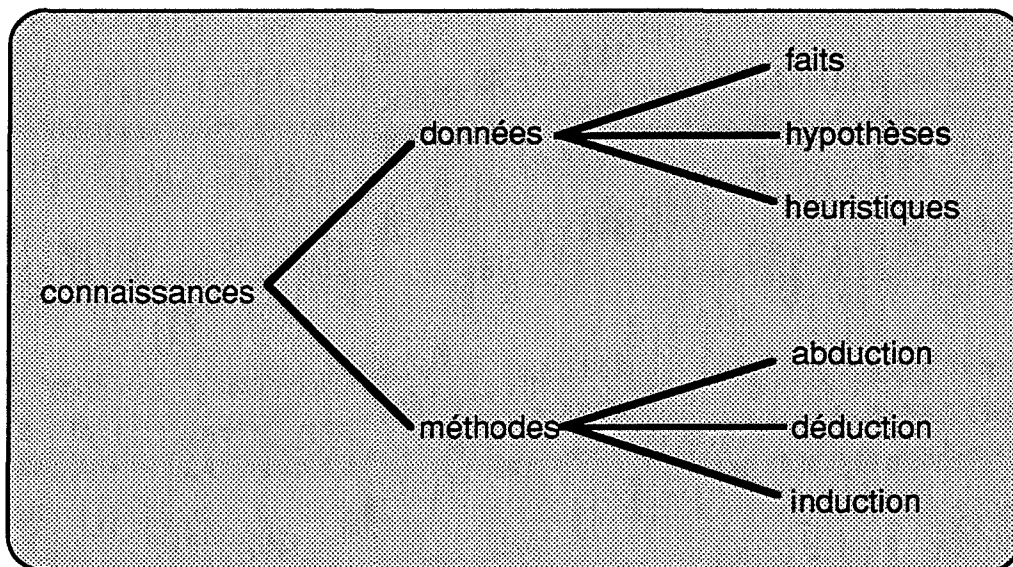 faits
données
hypothèses
heuristiques
connaissances
abduction
méthodes
déduction
induction